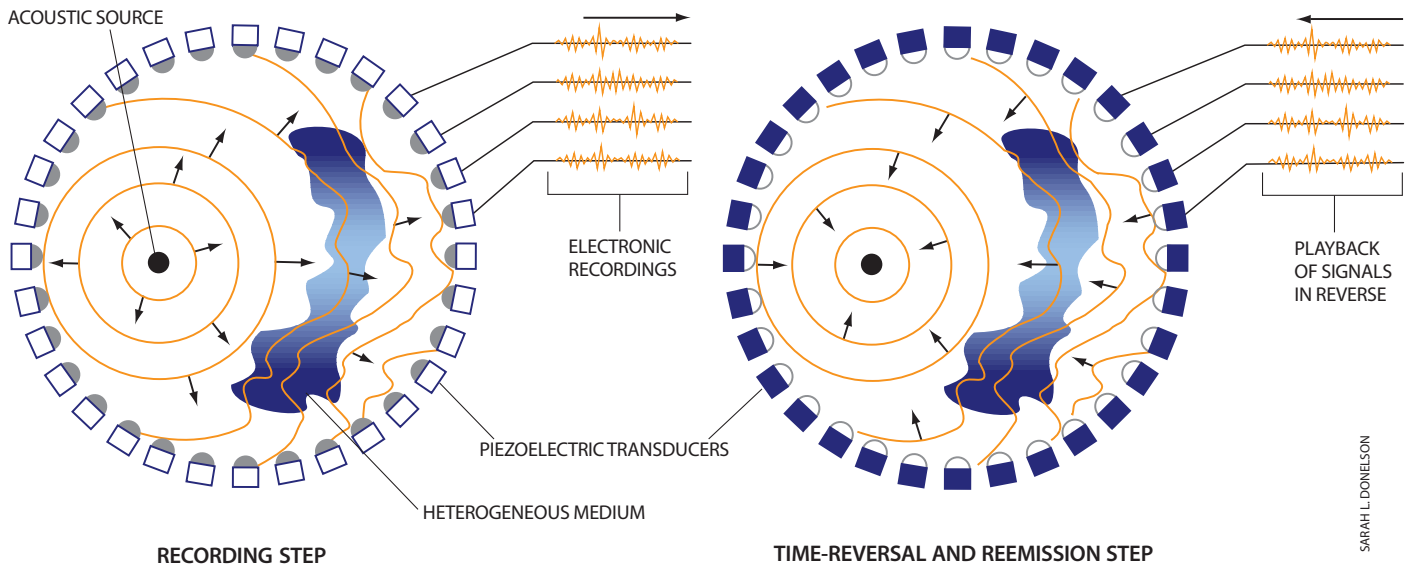 ACOUSTIC SOURCE
ELECTRONIC
RECORDINGS
PIEZOELECTRIC TRANSDUCERS
HETEROGENEOUS MEDIUM
RECORDING STEP
PLAYBACK
OF SIGNALS
IN REVERSE
TIME-REVERSAL AND REEMISSION STEP
SARAH L. DONELSON